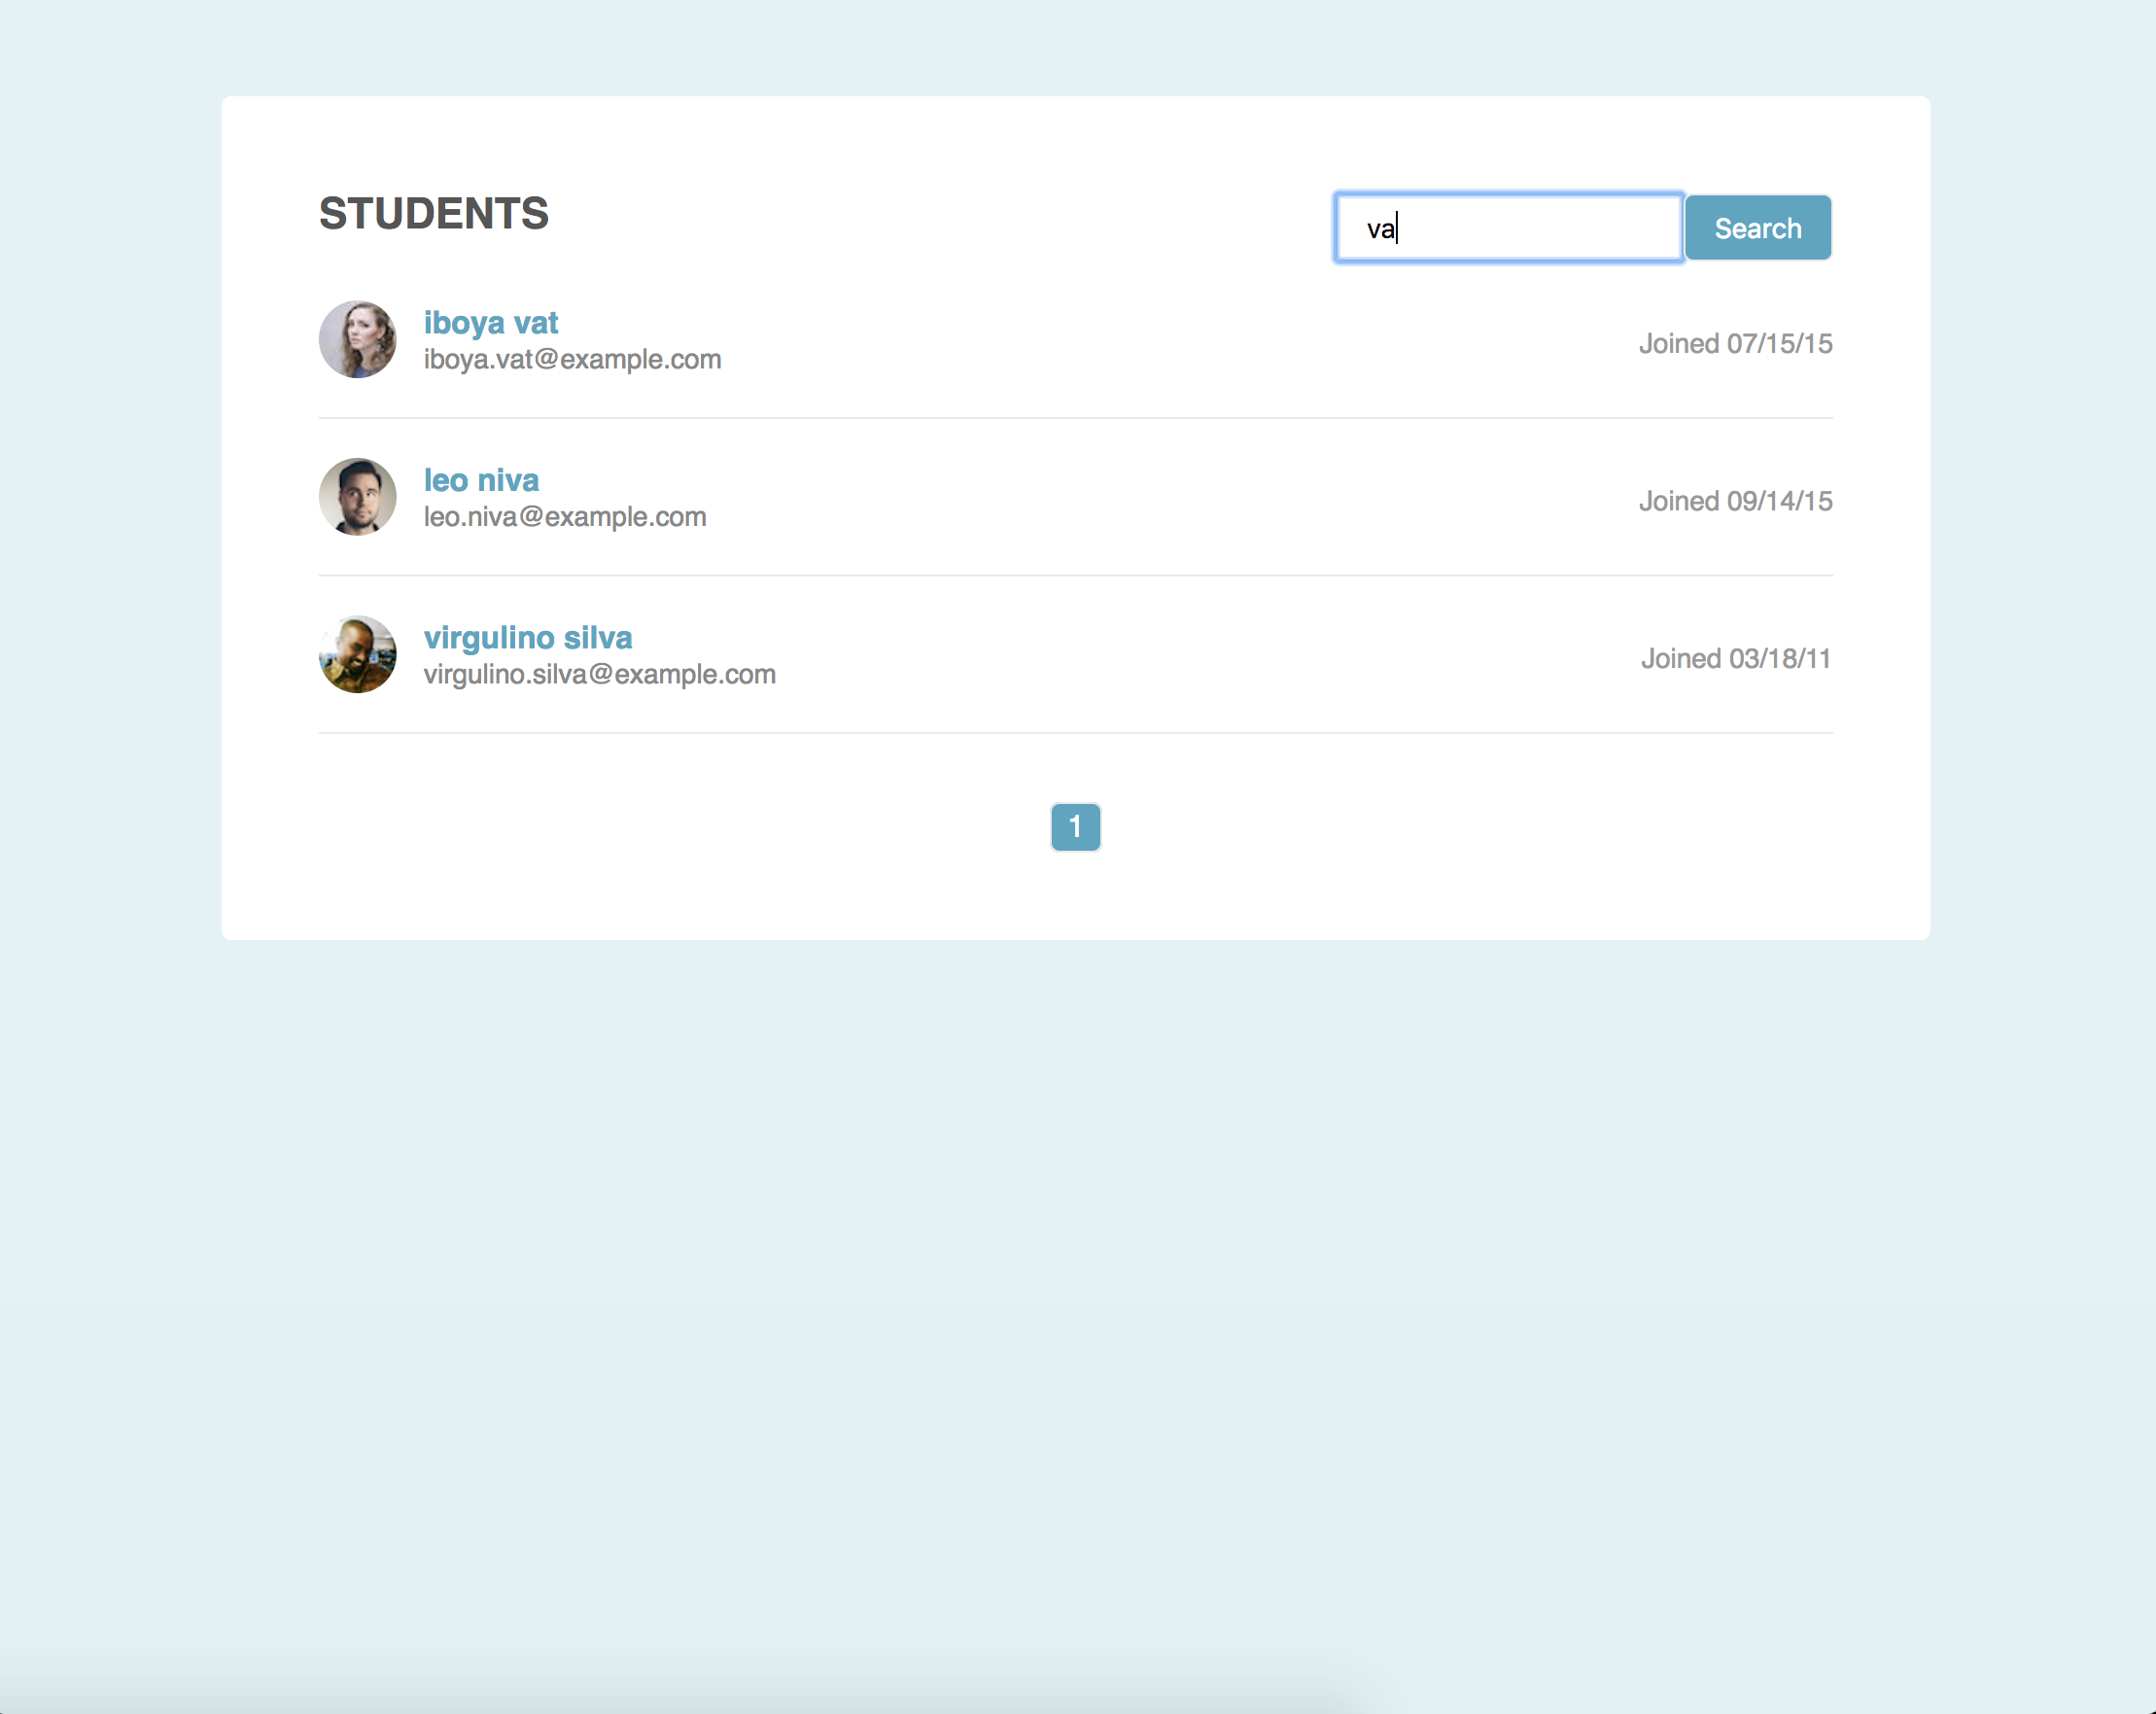 STUDENTS
va
Search
iboya vat
iboya.vat@example.com
Joined 07/15/15
leo niva
leo.niva@example.com
Joined 09/14/15
virgulino silva
virgulino.silva@example.com
Joined 03/18/11
1